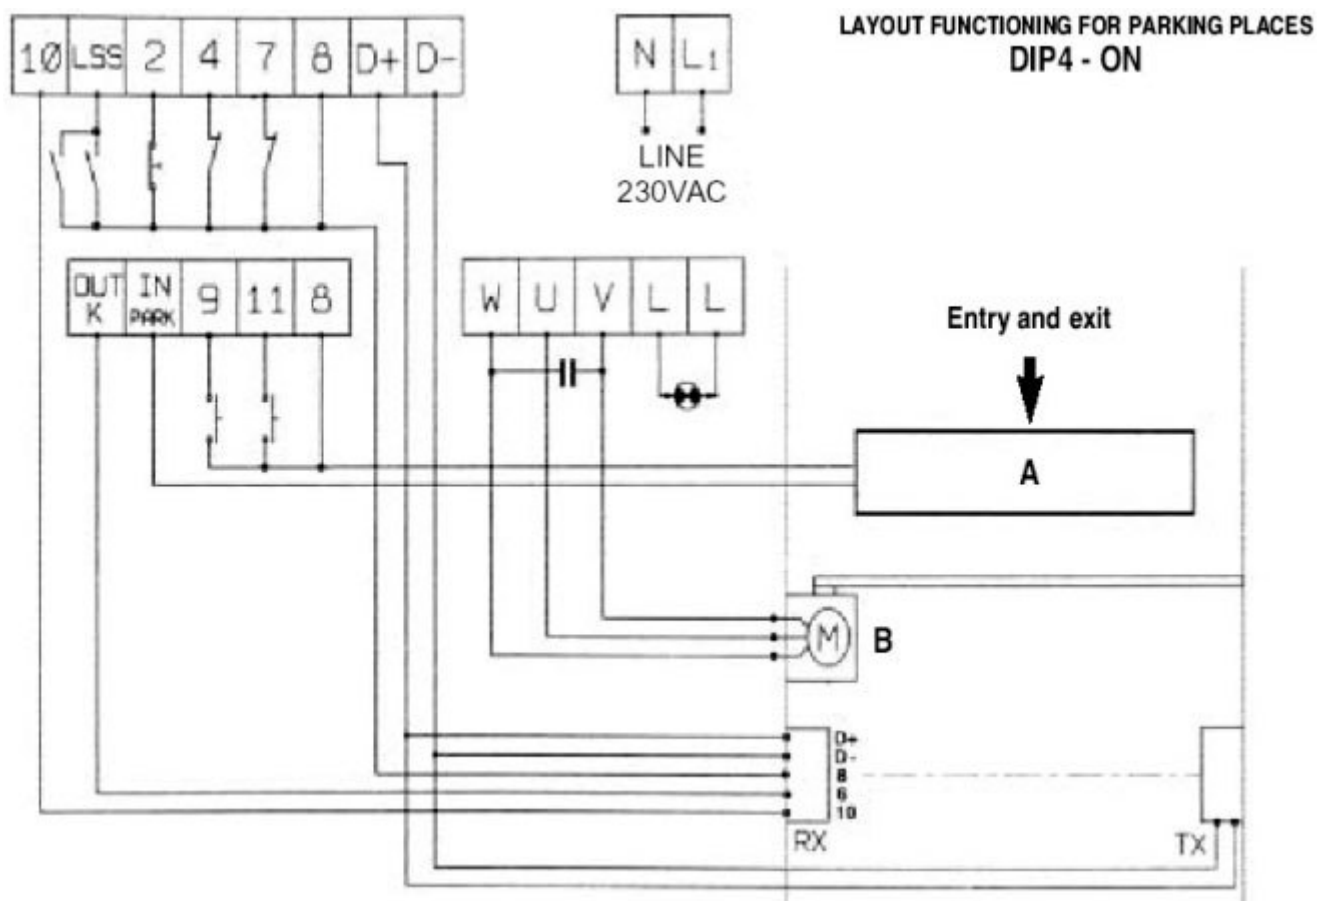 LAYOUT FUNCTIONING FOR PARKING PLACES
DIP4 - ON
10 LSS 2 4 7 8 D+ D-
N L1
LINE
230VAC
OUT K IN PARK 9 11 8
W U V L L
Entry and exit
A
M B
D+
D-
8
6
10
RX
TX